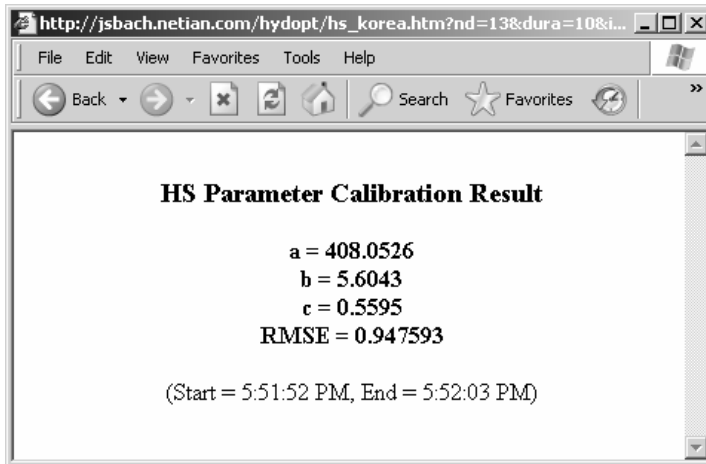 http://jsbach.netian.com/hydopt/hs_korea.htm?nd=13&dura=10&i...
File Edit View Favorites Tools Help
Back Search Favorites »
HS Parameter Calibration Result
a = 408.0526
b = 5.6043
c = 0.5595
RMSE = 0.947593
(Start = 5:51:52 PM, End = 5:52:03 PM)